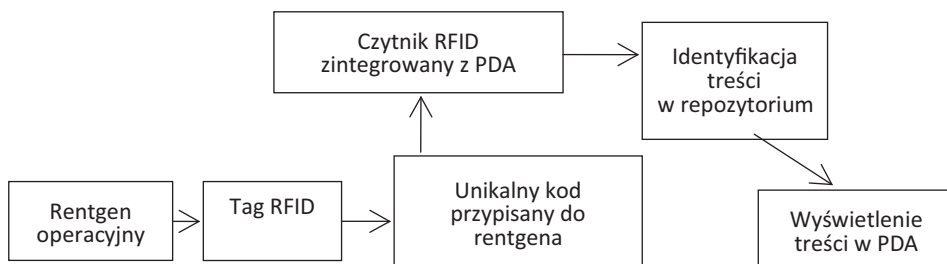 Czytnik RFID
zintegrowany z PDA
Identyfikacja
treści
w repozytorium
Rentgen
operacyjny
Tag RFID
Unikalny kod
przypisany do
rentgena
Wyświetlenie
treści w PDA